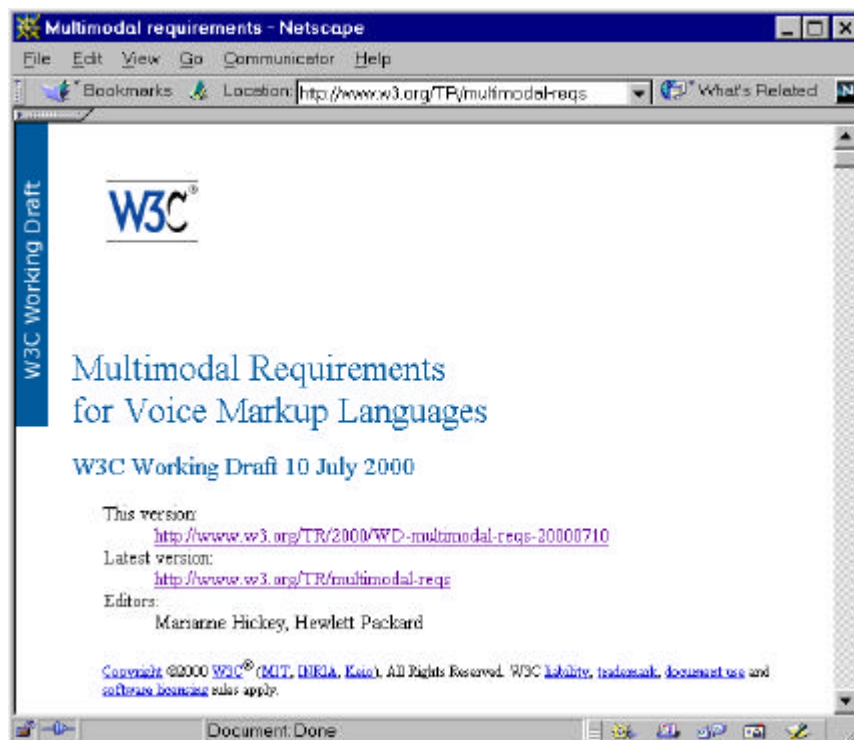 Multimodal requirements - Netscape
File Edit View Go Communicator Help
Bookmarks Location: http://www.w3.org/TR/multimodal-reqs What's Related N
W3C Working Draft
W3C®
Multimodal Requirements
for Voice Markup Languages
W3C Working Draft 10 July 2000
This version:
http://www.w3.org/TR/2000/WD-multimodal-reqs-20000710
Latest version:
http://www.w3.org/TR/multimodal-reqs
Editors:
Marianne Hickey, Hewlett Packard
Copyright ©2000 W3C® (MIT, INRIA, Keio), All Rights Reserved. W3C liability, trademark, document use and
software licensing rules apply.
Document: Done